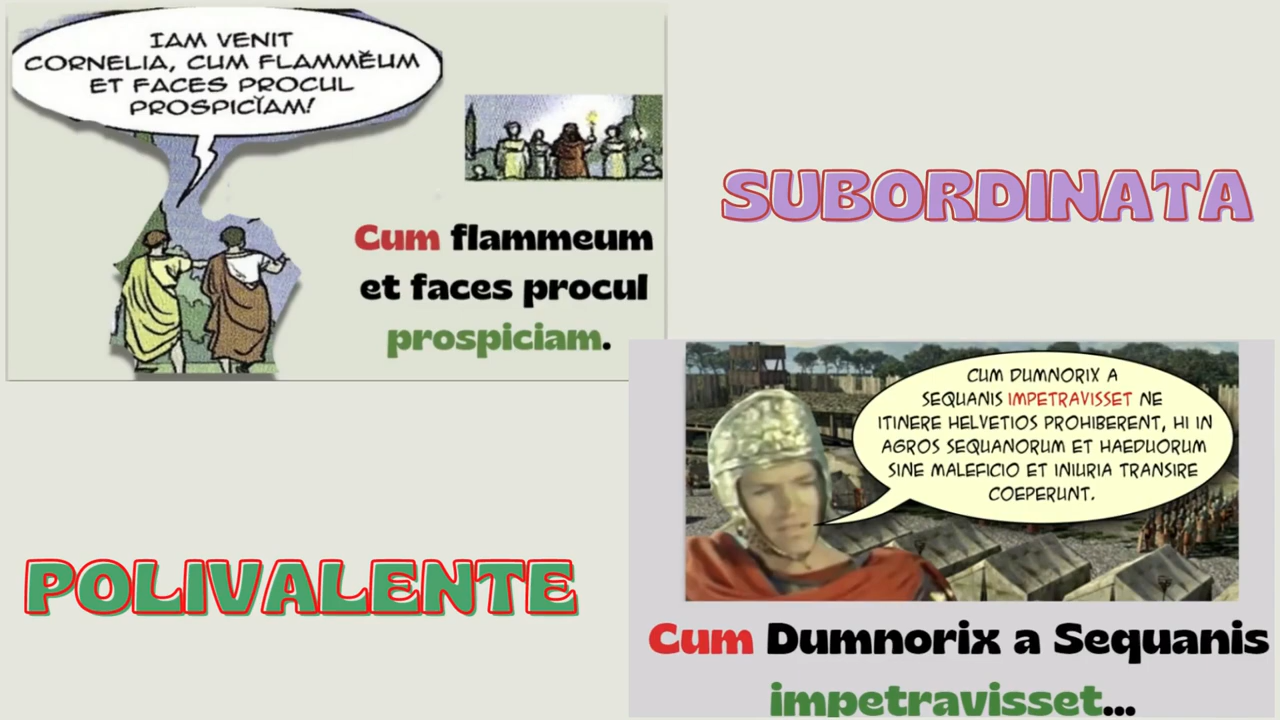 IAM VENIT
CORNELIA, CUM FLAMMĔUM
ET FACES PROCUL
PROSPICĬAM!
Cum flammeum
et faces procul
prospiciam.
SUBORDINATA
CUM DUMNORIX A
SEQUANIS IMPETRAVISSET NE
ITINERE HELVETIOS PROHIBERENT, HI IN
AGROS SEQUANORUM ET HAEDUORUM
SINE MALEFICIO ET INIURIA TRANSIRE
COEPERUNT.
POLIVALENTE
Cum Dumnorix a Sequanis
impetravisset...